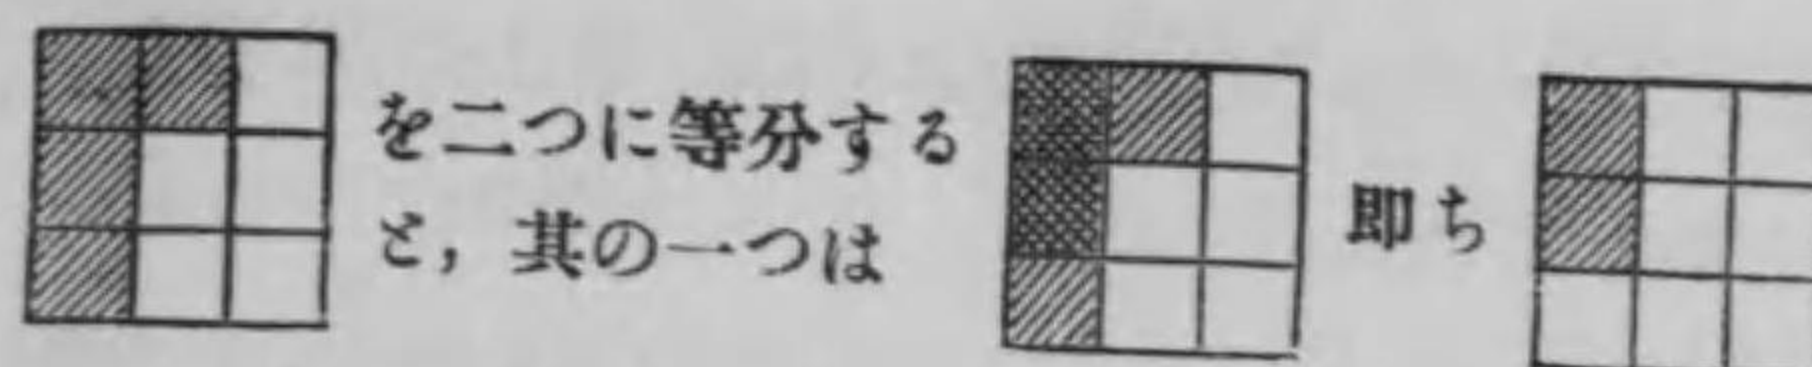 を二つに等分する
と，其の一つは
即ち